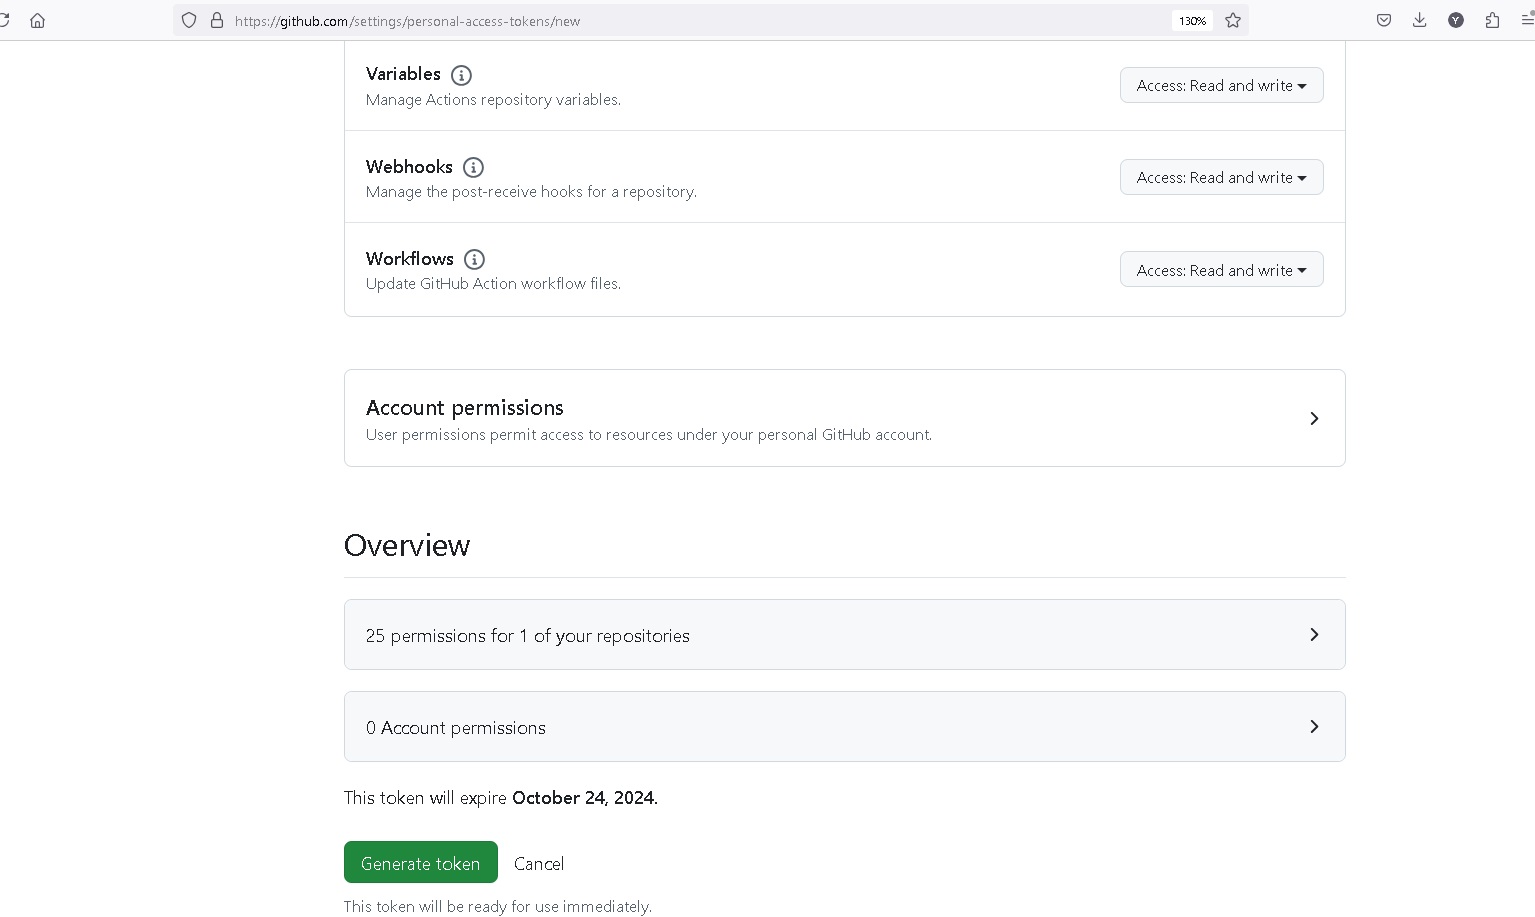 https://github.com/settings/personal-access-tokens/new
130%
Y
Variables
Manage Actions repository variables.
Access: Read and write
Webhooks
Manage the post-receive hooks for a repository.
Access: Read and write
Workflows
Update GitHub Action workflow files.
Access: Read and write
Account permissions
User permissions permit access to resources under your personal GitHub account.
Overview
25 permissions for 1 of your repositories
0 Account permissions
This token will expire October 24, 2024.
Generate token Cancel
This token will be ready for use immediately.